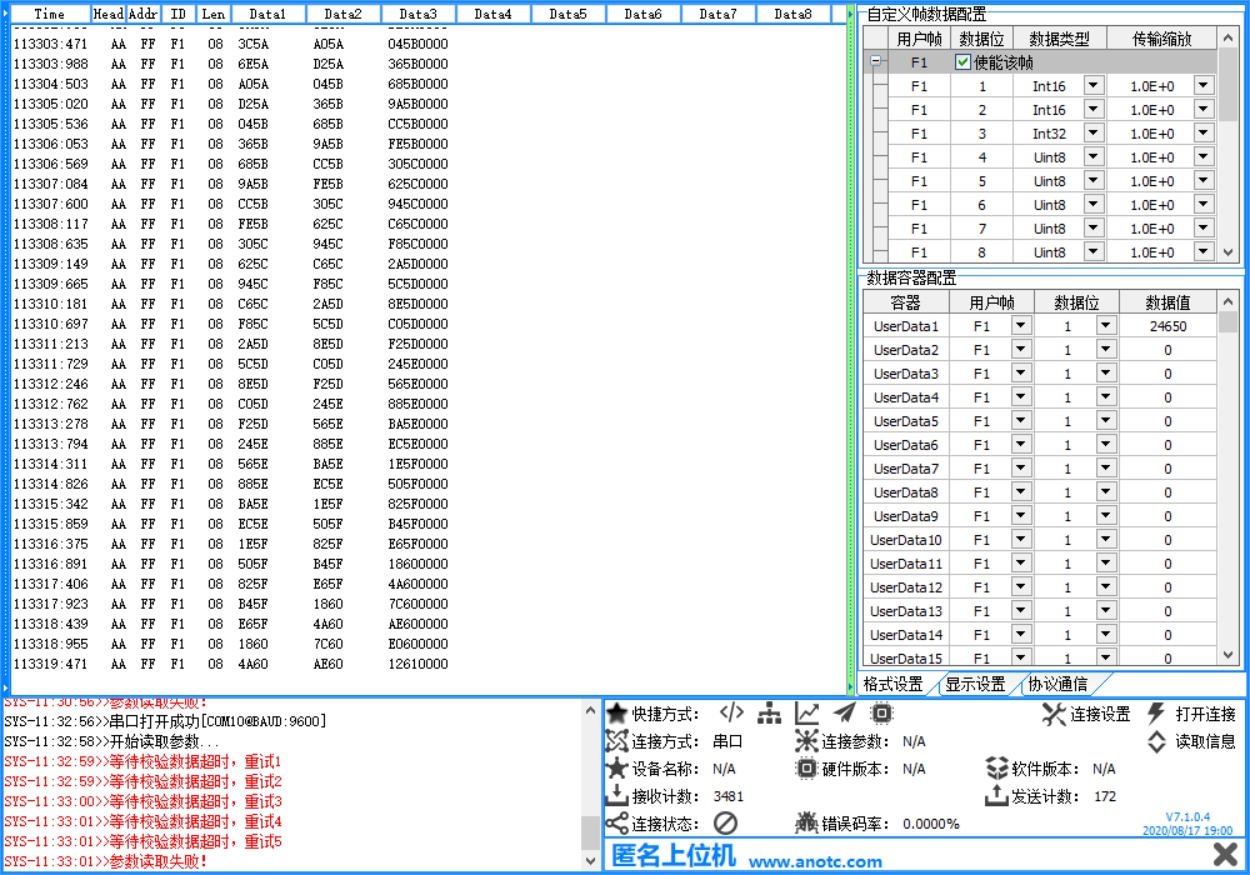 Time Head Addr ID Len Data1 Data2 Data3 Data4 Data5 Data6 Data7 Data8
113303:471 AA FF F1 08 3C5A A05A 045B0000
113303:988 AA FF F1 08 6E5A D25A 365B0000
113304:503 AA FF F1 08 A05A 045B 685B0000
113305:020 AA FF F1 08 D25A 365B 9A5B0000
113305:536 AA FF F1 08 045B 685B CC5B0000
113306:053 AA FF F1 08 365B 9A5B FE5B0000
113306:569 AA FF F1 08 685B CC5B 305C0000
113307:084 AA FF F1 08 9A5B FE5B 625C0000
113307:600 AA FF F1 08 CC5B 305C 945C0000
113308:117 AA FF F1 08 FE5B 625C C65C0000
113308:635 AA FF F1 08 305C 945C F85C0000
113309:149 AA FF F1 08 625C C65C 2A5D0000
113309:665 AA FF F1 08 945C F85C 5C5D0000
113310:181 AA FF F1 08 C65C 2A5D 8E5D0000
113310:697 AA FF F1 08 F85C 5C5D C05D0000
113311:213 AA FF F1 08 2A5D 8E5D F25D0000
113311:729 AA FF F1 08 5C5D C05D 245E0000
113312:246 AA FF F1 08 8E5D F25D 565E0000
113312:762 AA FF F1 08 C05D 245E 885E0000
113313:278 AA FF F1 08 F25D 565E BA5E0000
113313:794 AA FF F1 08 245E 885E EC5E0000
113314:311 AA FF F1 08 565E BA5E 1E5F0000
113314:826 AA FF F1 08 885E EC5E 505F0000
113315:342 AA FF F1 08 BA5E 1E5F 825F0000
113315:859 AA FF F1 08 EC5E 505F B45F0000
113316:375 AA FF F1 08 1E5F 825F E65F0000
113316:891 AA FF F1 08 505F B45F 18600000
113317:406 AA FF F1 08 825F E65F 4A600000
113317:923 AA FF F1 08 B45F 1860 7C600000
113318:439 AA FF F1 08 E65F 4A60 AE600000
113318:955 AA FF F1 08 1860 7C60 E0600000
113319:471 AA FF F1 08 4A60 AE60 12610000
自定义帧数据配置
用户帧 数据位 数据类型 传输缩放
F1 使能该帧
F1 1 Int16 1.0E+0
F1 2 Int16 1.0E+0
F1 3 Int32 1.0E+0
F1 4 Uint8 1.0E+0
F1 5 Uint8 1.0E+0
F1 6 Uint8 1.0E+0
F1 7 Uint8 1.0E+0
F1 8 Uint8 1.0E+0
数据容器配置
容器 用户帧 数据位 数据值
UserData1 F1 1 24650
UserData2 F1 1 0
UserData3 F1 1 0
UserData4 F1 1 0
UserData5 F1 1 0
UserData6 F1 1 0
UserData7 F1 1 0
UserData8 F1 1 0
UserData9 F1 1 0
UserData10 F1 1 0
UserData11 F1 1 0
UserData12 F1 1 0
UserData13 F1 1 0
UserData14 F1 1 0
UserData15 F1 1 0
格式设置 显示设置 协议通信
SYS-11:30:56>>参数读取失败!
SYS-11:32:56>>串口打开成功[COM10@BAUD:9600]
SYS-11:32:58>>开始读取参数...
SYS-11:32:59>>等待校验数据超时，重试1
SYS-11:32:59>>等待校验数据超时，重试2
SYS-11:33:00>>等待校验数据超时，重试3
SYS-11:33:01>>等待校验数据超时，重试4
SYS-11:33:01>>等待校验数据超时，重试5
SYS-11:33:01>>参数读取失败!
快捷方式: 连接设置 打开连接
连接方式: 串口 连接参数: N/A 读取信息
设备名称: N/A 硬件版本: N/A 软件版本: N/A
接收计数: 3481 发送计数: 172
连接状态: 错误码率: 0.0000%
V7.1.0.4
2020/08/17 19:00
匿名上位机 www.anotc.com